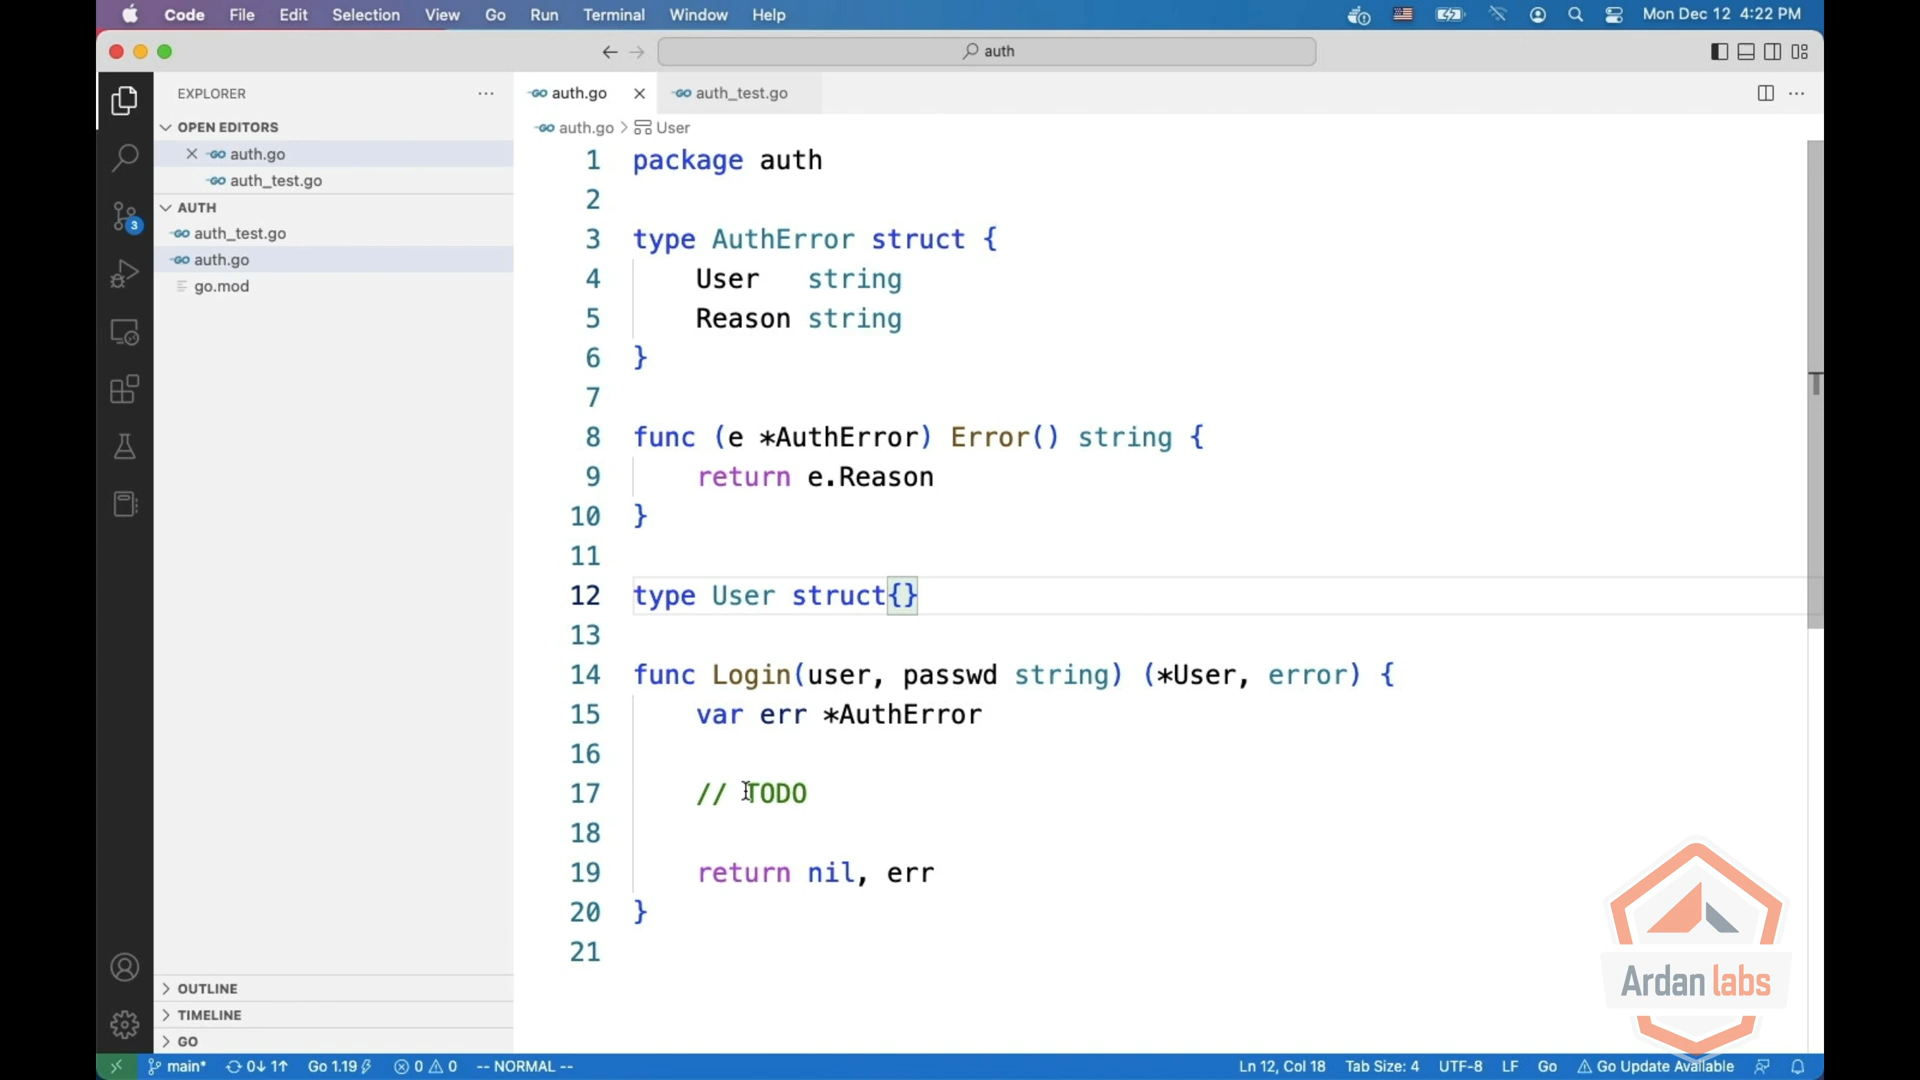 Code File Edit Selection View Go Run Terminal Window Help Mon Dec 12 4:22 PM
auth
EXPLORER
OPEN EDITORS
auth.go
auth_test.go
AUTH
auth_test.go
auth.go
go.mod
OUTLINE
TIMELINE
GO
3
auth.go auth_test.go
auth.go > User
1 package auth
2
3 type AuthError struct {
4 User   string
5 Reason string
6 }
7
8 func (e *AuthError) Error() string {
9 return e.Reason
10 }
11
12 type User struct{}
13
14 func Login(user, passwd string) (*User, error) {
15 var err *AuthError
16
17 // TODO
18
19 return nil, err
20 }
21
Ardan labs
main* 0↓ 1↑ Go 1.19 0 0 -- NORMAL -- Ln 12, Col 18 Tab Size: 4 UTF-8 LF Go Go Update Available